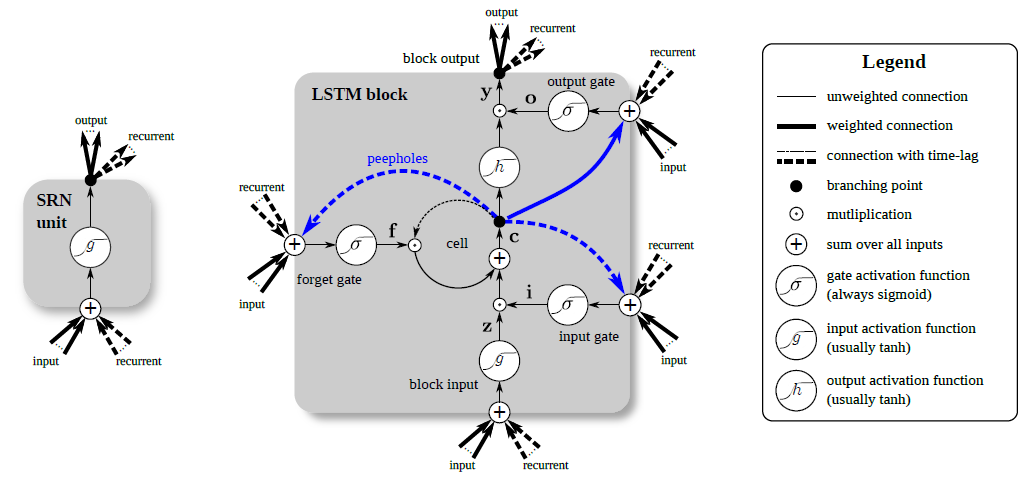 output
recurrent
SRN
unit
g
+
input
recurrent
output
recurrent
block output
LSTM block
y
o
output gate
σ
+
recurrent
input
h
peepholes
recurrent
+
σ
f
forget gate
input
cell
c
+
i
σ
input gate
+
recurrent
input
z
g
block input
+
input
recurrent
Legend
unweighted connection
weighted connection
connection with time-lag
branching point
mutliplication
+
sum over all inputs
σ
gate activation function
(always sigmoid)
g
input activation function
(usually tanh)
h
output activation function
(usually tanh)